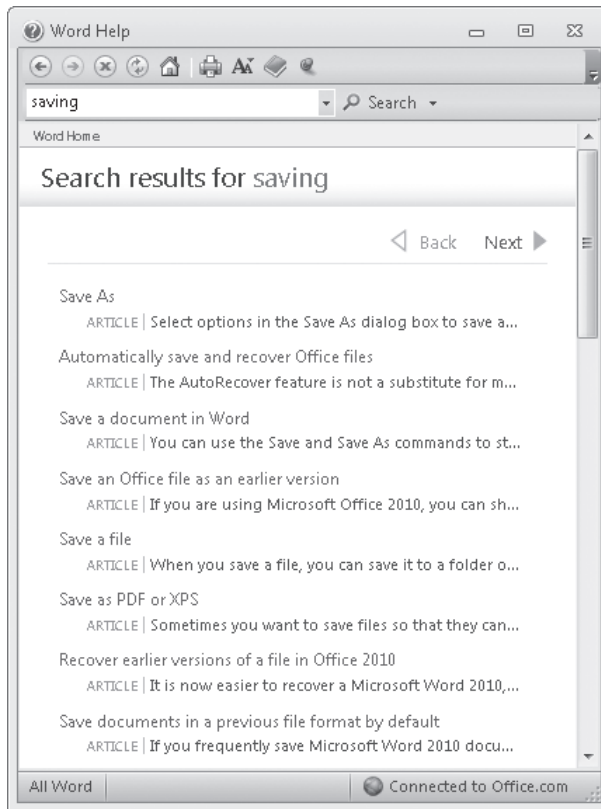 Word Help
saving
Search
Word Home
Search results for saving
Back Next
Save As
ARTICLE | Select options in the Save As dialog box to save a...
Automatically save and recover Office files
ARTICLE | The AutoRecover feature is not a substitute for m...
Save a document in Word
ARTICLE | You can use the Save and Save As commands to st...
Save an Office file as an earlier version
ARTICLE | If you are using Microsoft Office 2010, you can sh...
Save a file
ARTICLE | When you save a file, you can save it to a folder o...
Save as PDF or XPS
ARTICLE | Sometimes you want to save files so that they can...
Recover earlier versions of a file in Office 2010
ARTICLE | It is now easier to recover a Microsoft Word 2010,...
Save documents in a previous file format by default
ARTICLE | If you frequently save Microsoft Word 2010 docu...
All Word Connected to Office.com